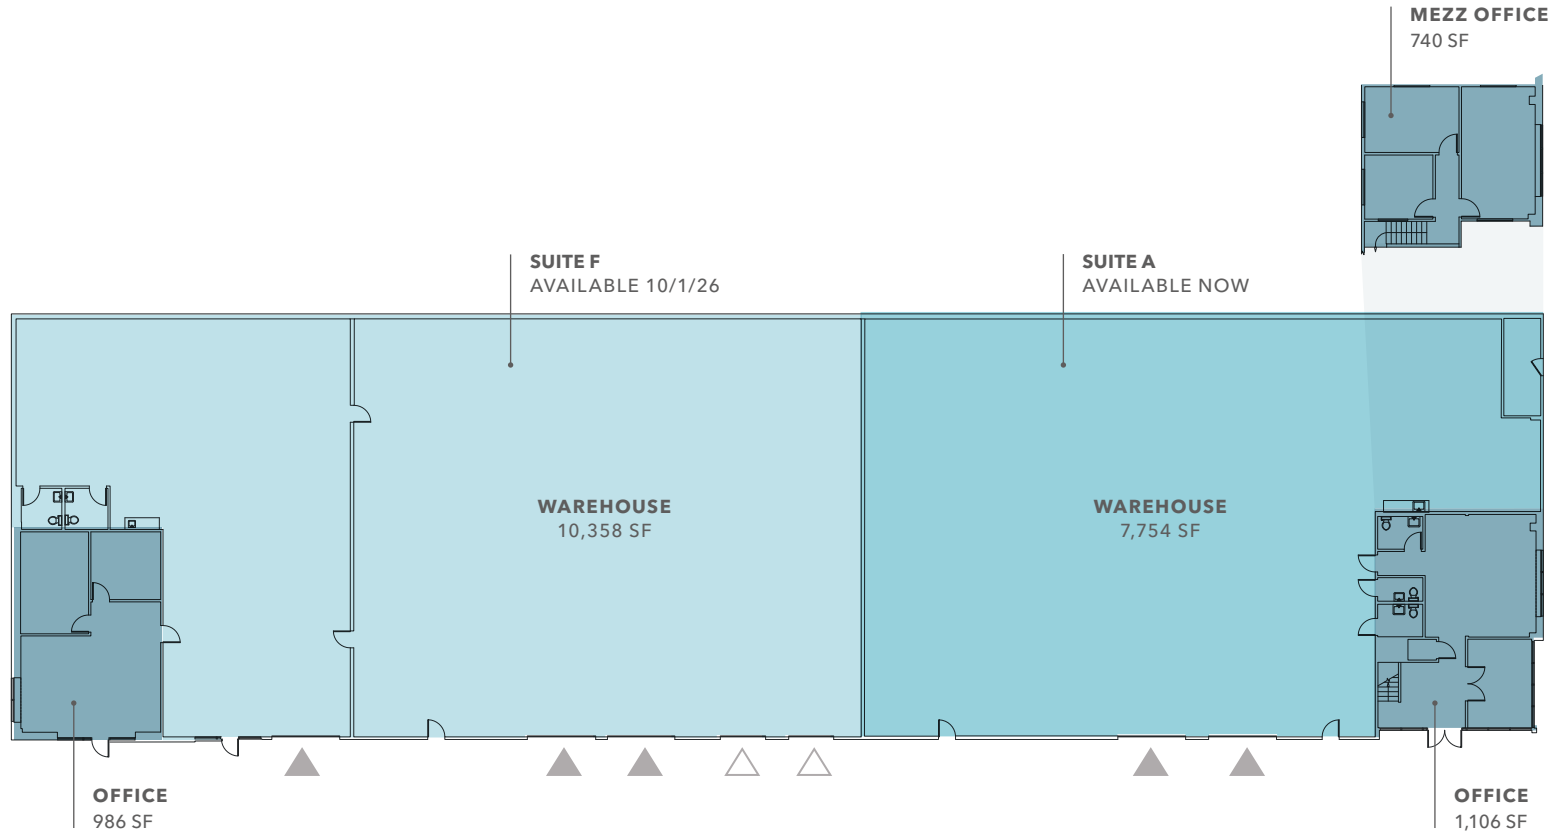 MEZZ OFFICE
740 SF
SUITE F
AVAILABLE 10/1/26
SUITE A
AVAILABLE NOW
WAREHOUSE
10,358 SF
WAREHOUSE
7,754 SF
OFFICE
986 SF
OFFICE
1,106 SF